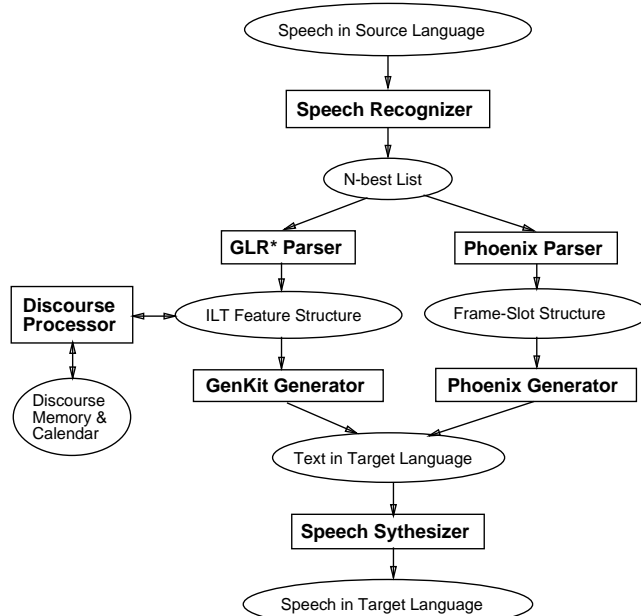 Speech in Source Language
Speech Recognizer
N-best List
GLR* Parser
Phoenix Parser
Discourse
Processor
ILT Feature Structure
Frame-Slot Structure
GenKit Generator
Phoenix Generator
Discourse
Memory &
Calendar
Text in Target Language
Speech Sythesizer
Speech in Target Language